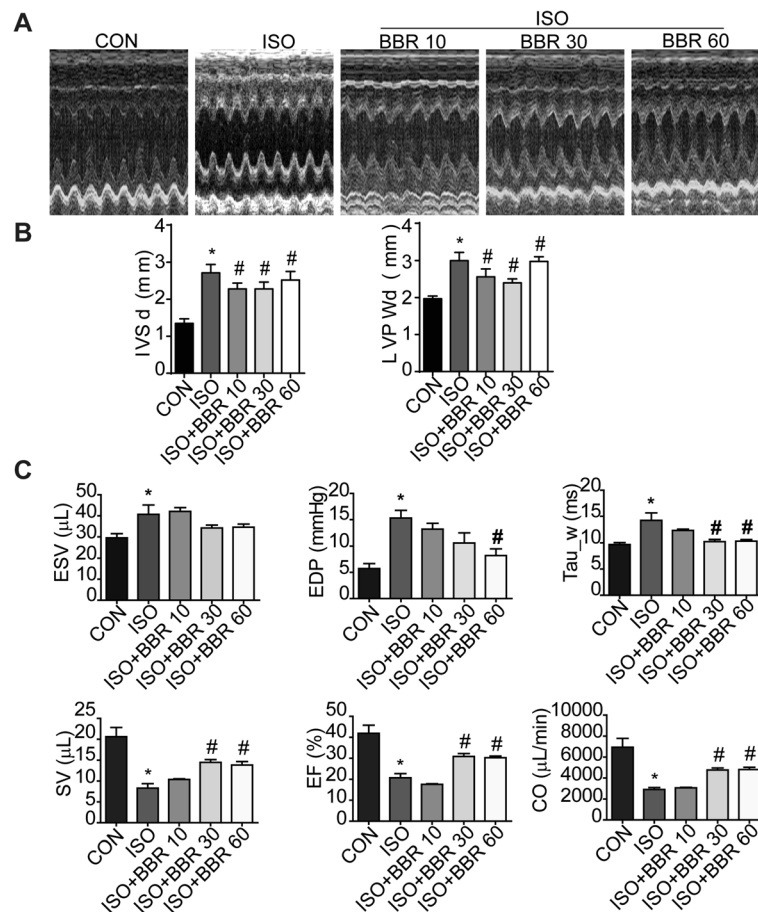 A
ISO
CON
ISO
BBR 10
BBR 30
BBR 60
B
IVS d (mm)
4
3
2
1
0
*
#
#
#
CON
ISO
ISO+BBR 10
ISO+BBR 30
ISO+BBR 60
LVP Wd (mm)
4
3
2
1
0
*
#
#
#
CON
ISO
ISO+BBR 10
ISO+BBR 30
ISO+BBR 60
C
ESV (μL)
50
40
30
20
10
0
*
CON
ISO
ISO+BBR 10
ISO+BBR 30
ISO+BBR 60
EDP (mmHg)
20
15
10
5
0
*
#
CON
ISO
ISO+BBR 10
ISO+BBR 30
ISO+BBR 60
Tau_w (ms)
20
15
10
5
0
*
#
#
CON
ISO
ISO+BBR 10
ISO+BBR 30
ISO+BBR 60
SV (μL)
25
20
15
10
5
0
*
#
#
CON
ISO
ISO+BBR 10
ISO+BBR 30
ISO+BBR 60
EF (%)
50
40
30
20
10
0
*
#
#
CON
ISO
ISO+BBR 10
ISO+BBR 30
ISO+BBR 60
CO (μL/min)
10000
8000
6000
4000
2000
0
*
#
#
CON
ISO
ISO+BBR 10
ISO+BBR 30
ISO+BBR 60